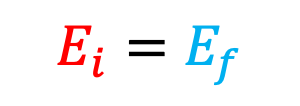 E_i = E_f